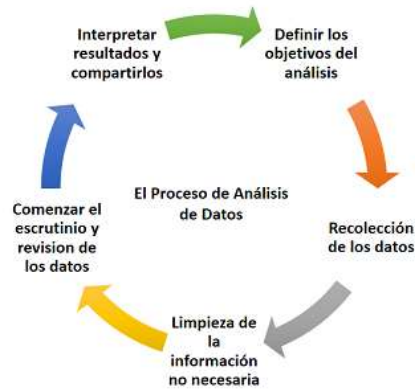 Interpretar
resultados y
compartirlos
Definir los
objetivos del
análisis
El Proceso de Análisis
de Datos
Comenzar el
escrutinio y
revision de
los datos
Recolección
de los datos
Limpieza de
la
información
no necesaria